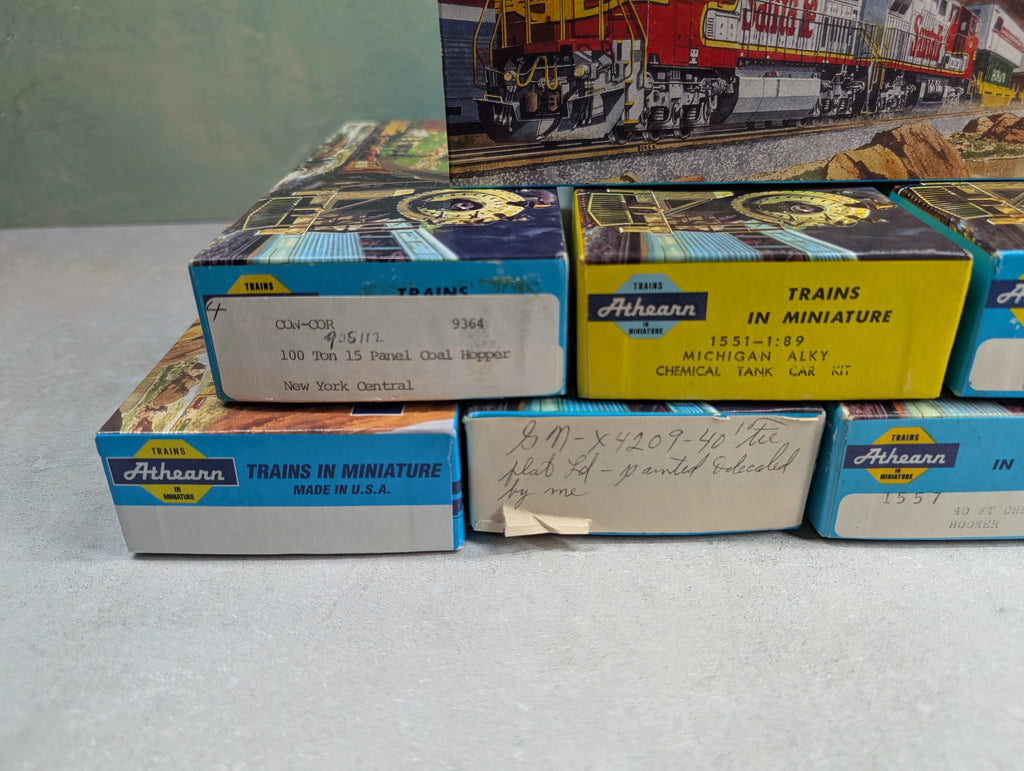 Santa Fe
Santa F
TRAINS
TRAINS
CON-COR 9364
905112
100 Ton 15 Panel Coal Hopper
New York Central
4
TRAINS
Athearn
IN
MINIATURE
TRAINS
IN MINIATURE
1551-1:89
MICHIGAN ALKY
CHEMICAL TANK CAR KIT
A
TRAINS
Athearn
IN
MINIATURE
TRAINS IN MINIATURE
MADE IN U.S.A.
GN-X4209-40' tie
plat Ld - painted & decaled
by me
TRAINS
Athearn
IN
MINIATURE
IN
1557
40 FT CHE
HOOKER